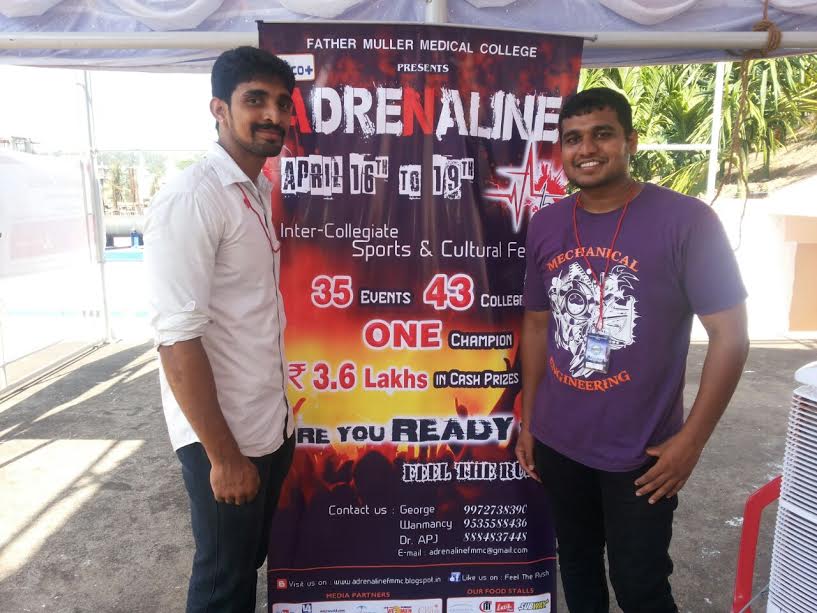 FATHER MULLER MEDICAL COLLEGE
PRESENTS
ADRENALINE
APRIL 16TH TO 19TH
Inter-Collegiate
Sports & Cultural Fe
35 EVENTS 43 COLLEGE
ONE CHAMPION
₹ 3.6 Lakhs IN CASH PRIZES
RE YOU READY
FEEL THE RU
Contact us : George 997273839
Wanmancy 9535588436
Dr. APJ 8884837448
E-mail : adrenalinefmmc@gmail.com
Visit us on : www.adrenalinefmmc.blogspot.in
Like us on : Feel The Rush
MEDIA PARTNERS
OUR FOOD STALLS
SUBWAY
MECHANICAL
ENGINEERING